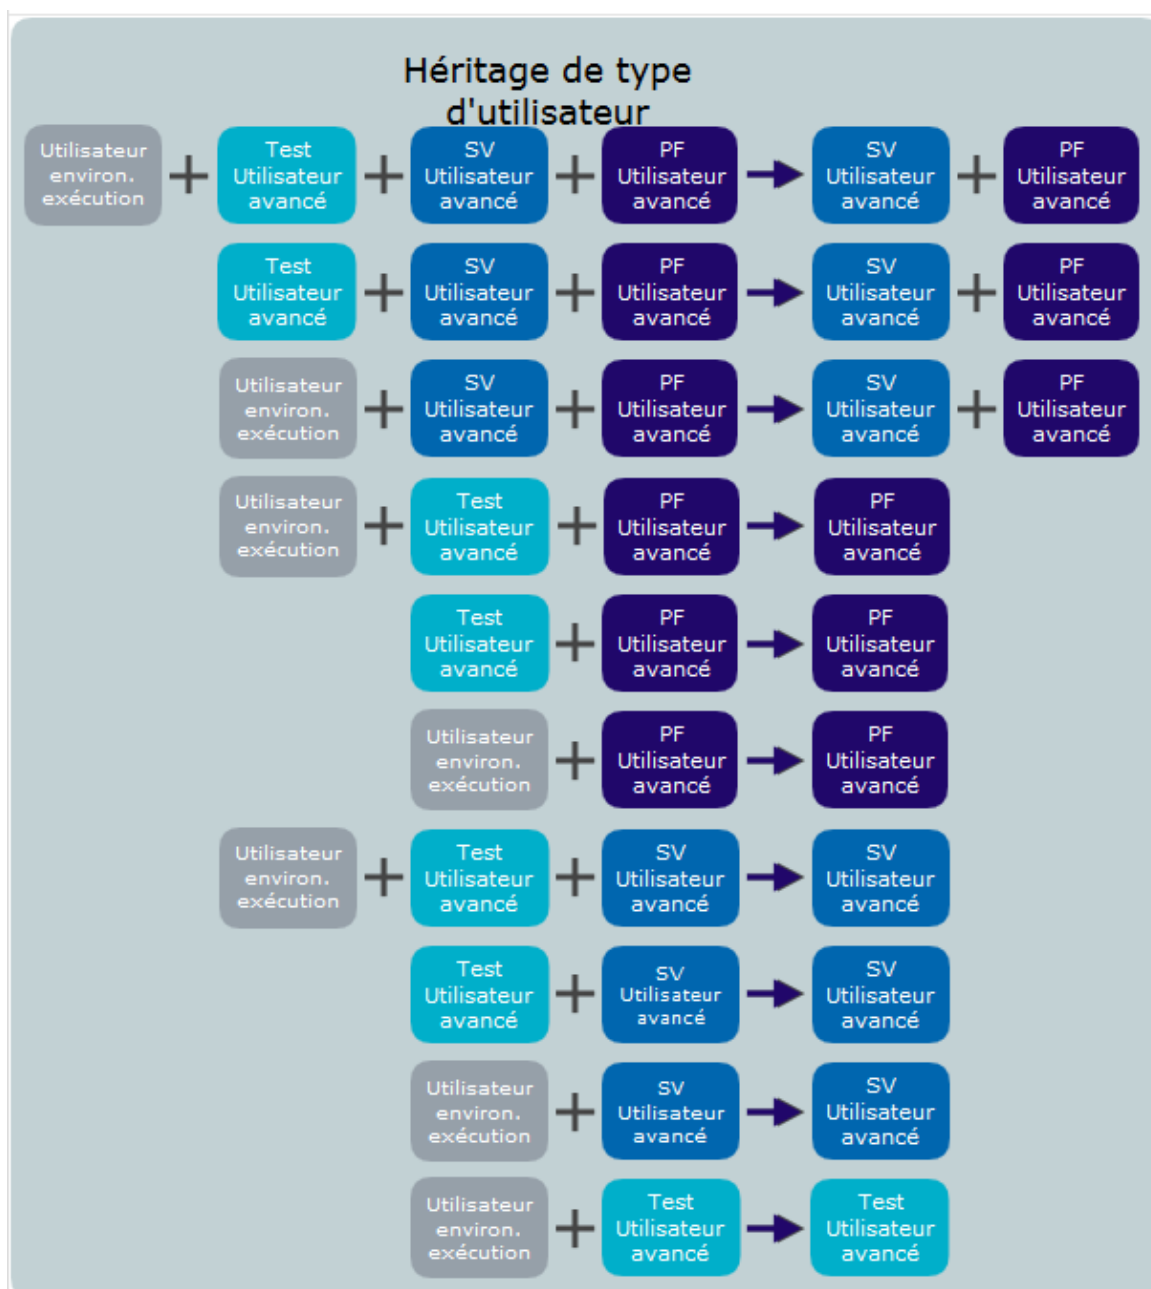 Héritage de type
d'utilisateur
Utilisateur
environ.
exécution
Test
Utilisateur
avancé
SV
Utilisateur
avancé
PF
Utilisateur
avancé
SV
Utilisateur
avancé
PF
Utilisateur
avancé
Test
Utilisateur
avancé
SV
Utilisateur
avancé
PF
Utilisateur
avancé
SV
Utilisateur
avancé
PF
Utilisateur
avancé
Utilisateur
environ.
exécution
SV
Utilisateur
avancé
PF
Utilisateur
avancé
SV
Utilisateur
avancé
PF
Utilisateur
avancé
Utilisateur
environ.
exécution
Test
Utilisateur
avancé
PF
Utilisateur
avancé
PF
Utilisateur
avancé
Test
Utilisateur
avancé
PF
Utilisateur
avancé
PF
Utilisateur
avancé
Utilisateur
environ.
exécution
PF
Utilisateur
avancé
PF
Utilisateur
avancé
Utilisateur
environ.
exécution
Test
Utilisateur
avancé
SV
Utilisateur
avancé
SV
Utilisateur
avancé
Test
Utilisateur
avancé
SV
Utilisateur
avancé
SV
Utilisateur
avancé
Utilisateur
environ.
exécution
SV
Utilisateur
avancé
SV
Utilisateur
avancé
Utilisateur
environ.
exécution
Test
Utilisateur
avancé
Test
Utilisateur
avancé